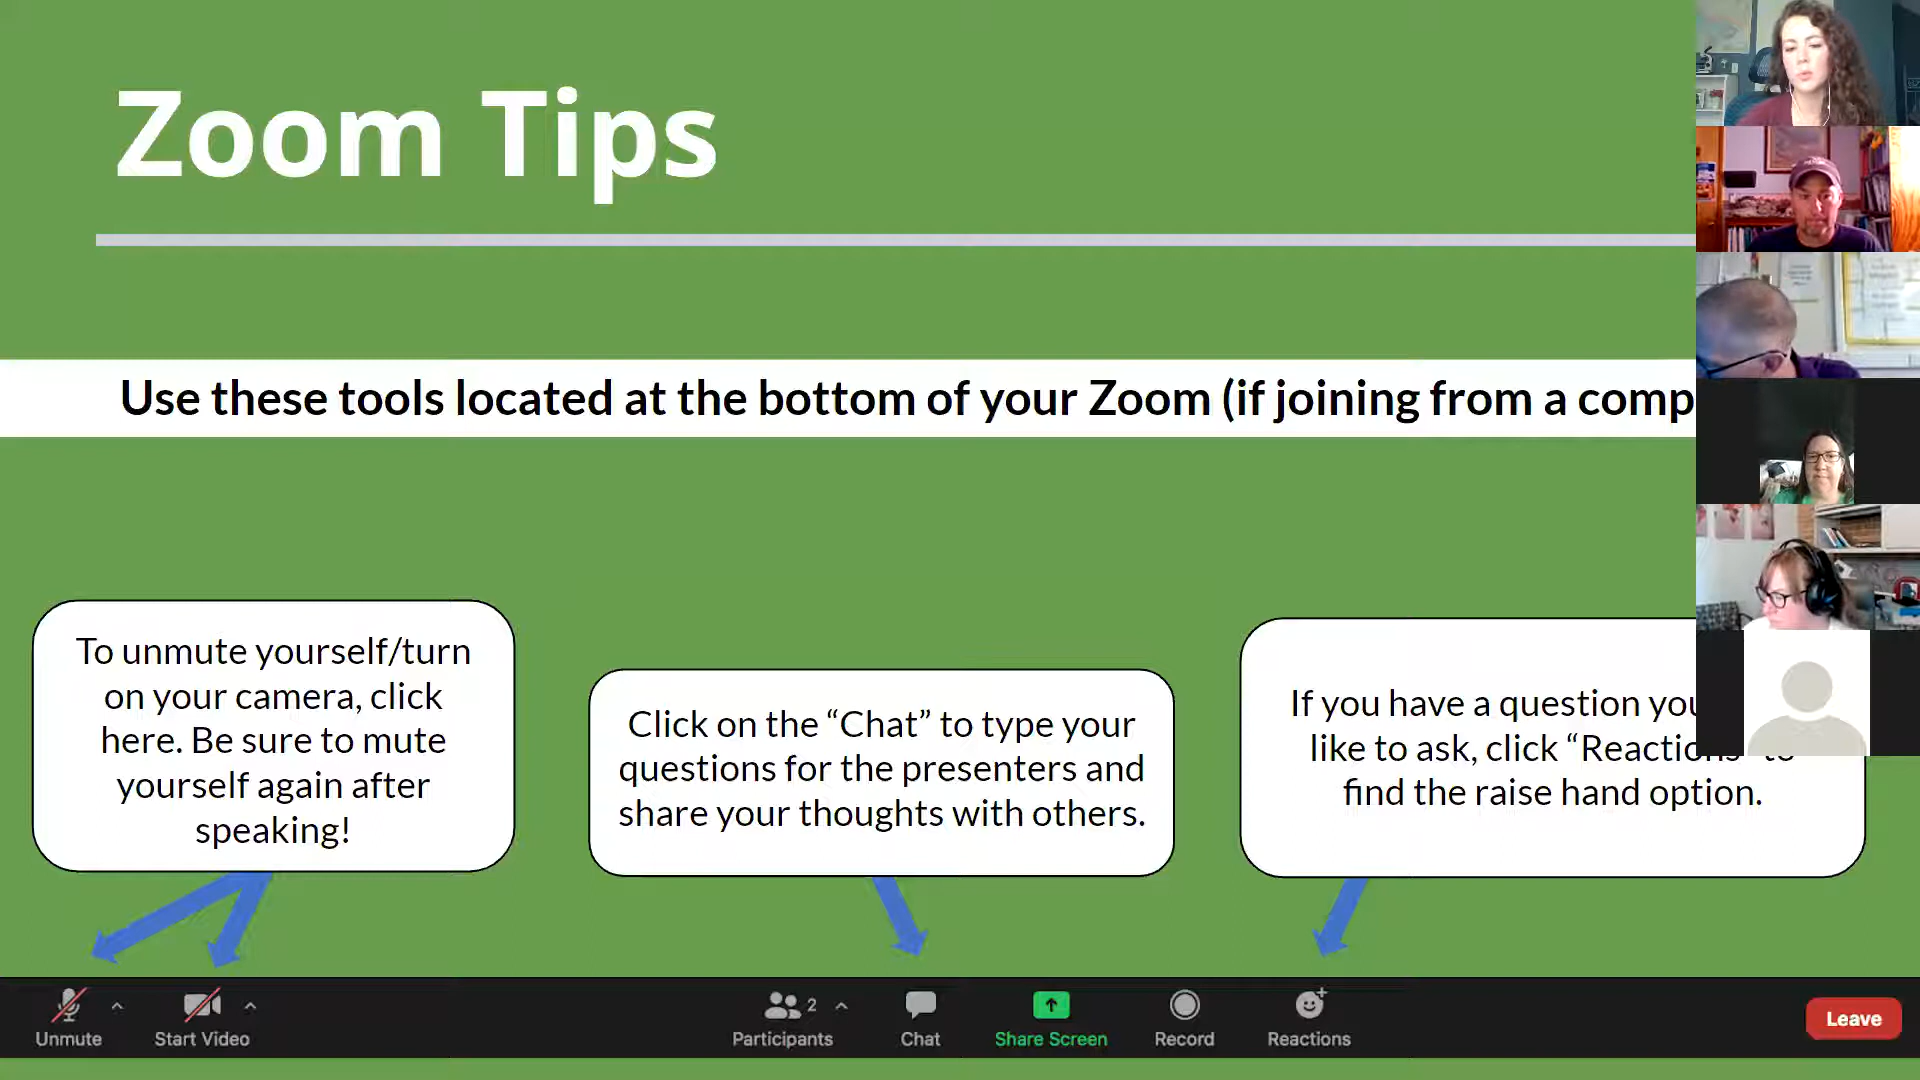 Zoom Tips
Use these tools located at the bottom of your Zoom (if joining from a comp
To unmute yourself/turn
on your camera, click
here. Be sure to mute
yourself again after
speaking!
Click on the “Chat” to type your
questions for the presenters and
share your thoughts with others.
If you have a question you
like to ask, click “Reactions” to
find the raise hand option.
Unmute
Start Video
2
Participants
Chat
Share Screen
Record
Reactions
Leave